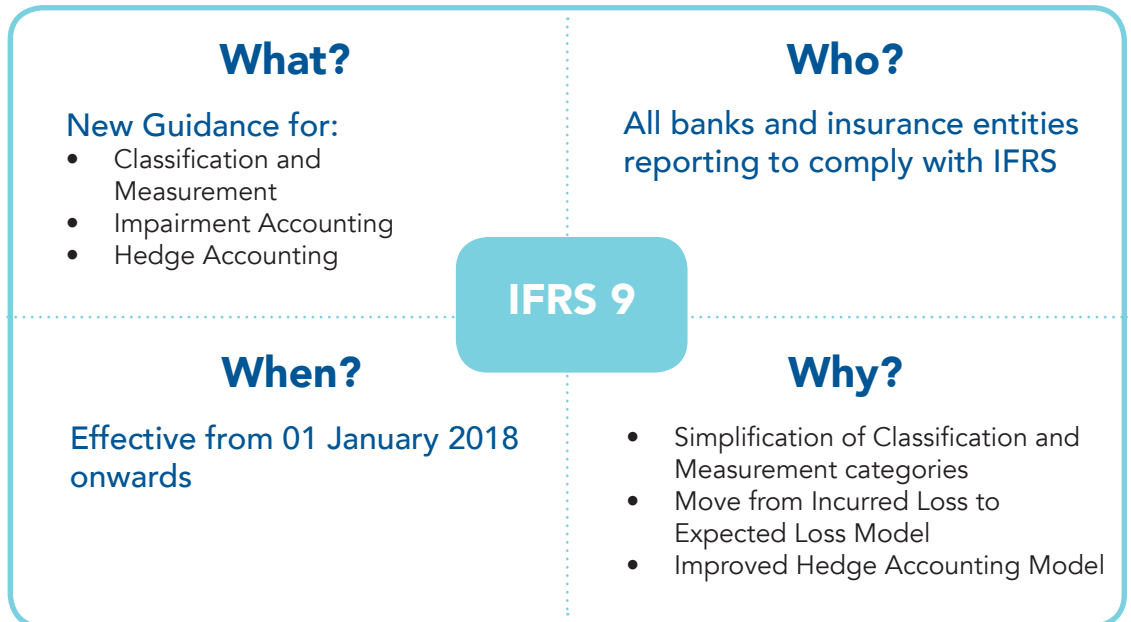 What?
New Guidance for:
• Classification and
Measurement
• Impairment Accounting
• Hedge Accounting
Who?
All banks and insurance entities
reporting to comply with IFRS
IFRS 9
When?
Effective from 01 January 2018
onwards
Why?
• Simplification of Classification and
Measurement categories
• Move from Incurred Loss to
Expected Loss Model
• Improved Hedge Accounting Model